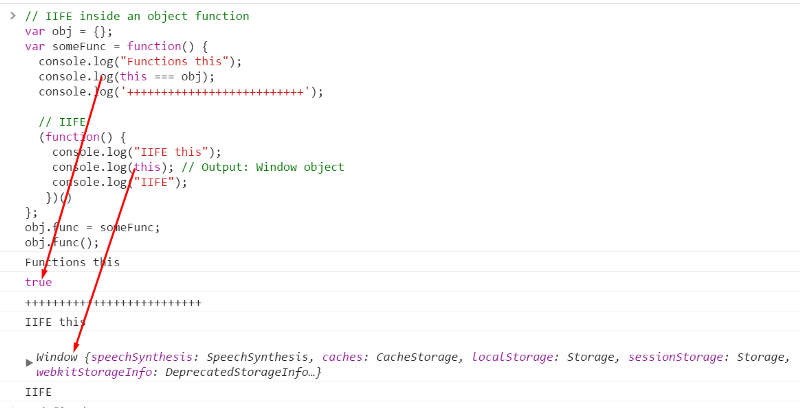 // IIFE inside an object function
var obj = {};
var someFunc = function() {
console.log("Functions this");
console.log(this === obj);
console.log('++++++++++++++++++++++++++');
// IIFE
(function() {
console.log("IIFE this");
console.log(this); // Output: Window object
console.log("IIFE");
})()
};
obj.func = someFunc;
obj.func();
Functions this
true
++++++++++++++++++++++++++
IIFE this
Window {speechSynthesis: SpeechSynthesis, caches: CacheStorage, localStorage: Storage, sessionStorage: Storage,
webkitStorageInfo: DeprecatedStorageInfo…}
IIFE